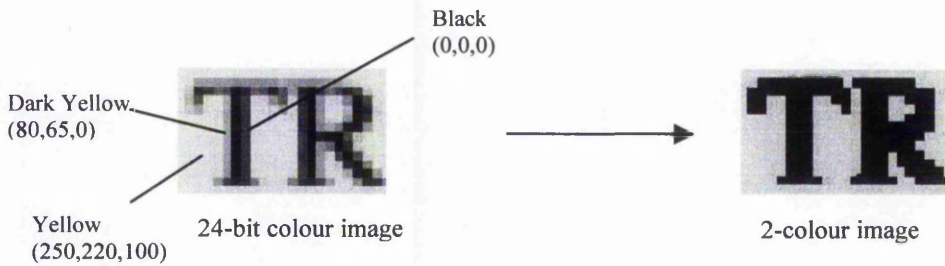 Black
(0,0,0)
Dark Yellow
(80,65,0)
TR
TR
Yellow
(250,220,100)
24-bit colour image
2-colour image